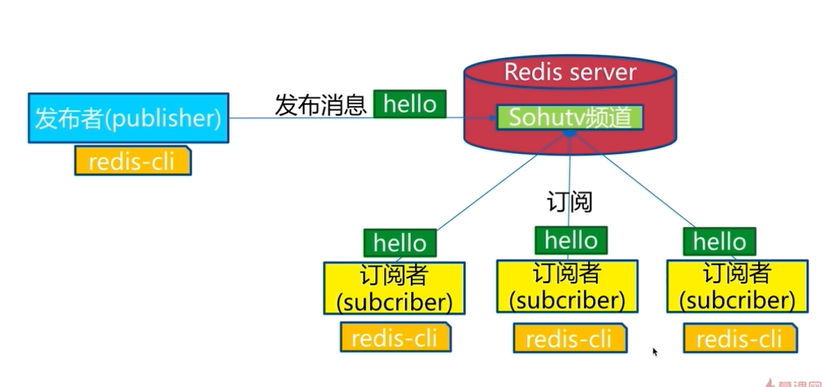 Redis server
发布者(publisher)
发布消息
hello
Sohutv频道
redis-cli
订阅
hello
hello
hello
订阅者
(subcriber)
订阅者
(subcriber)
订阅者
(subcriber)
redis-cli
redis-cli
redis-cli